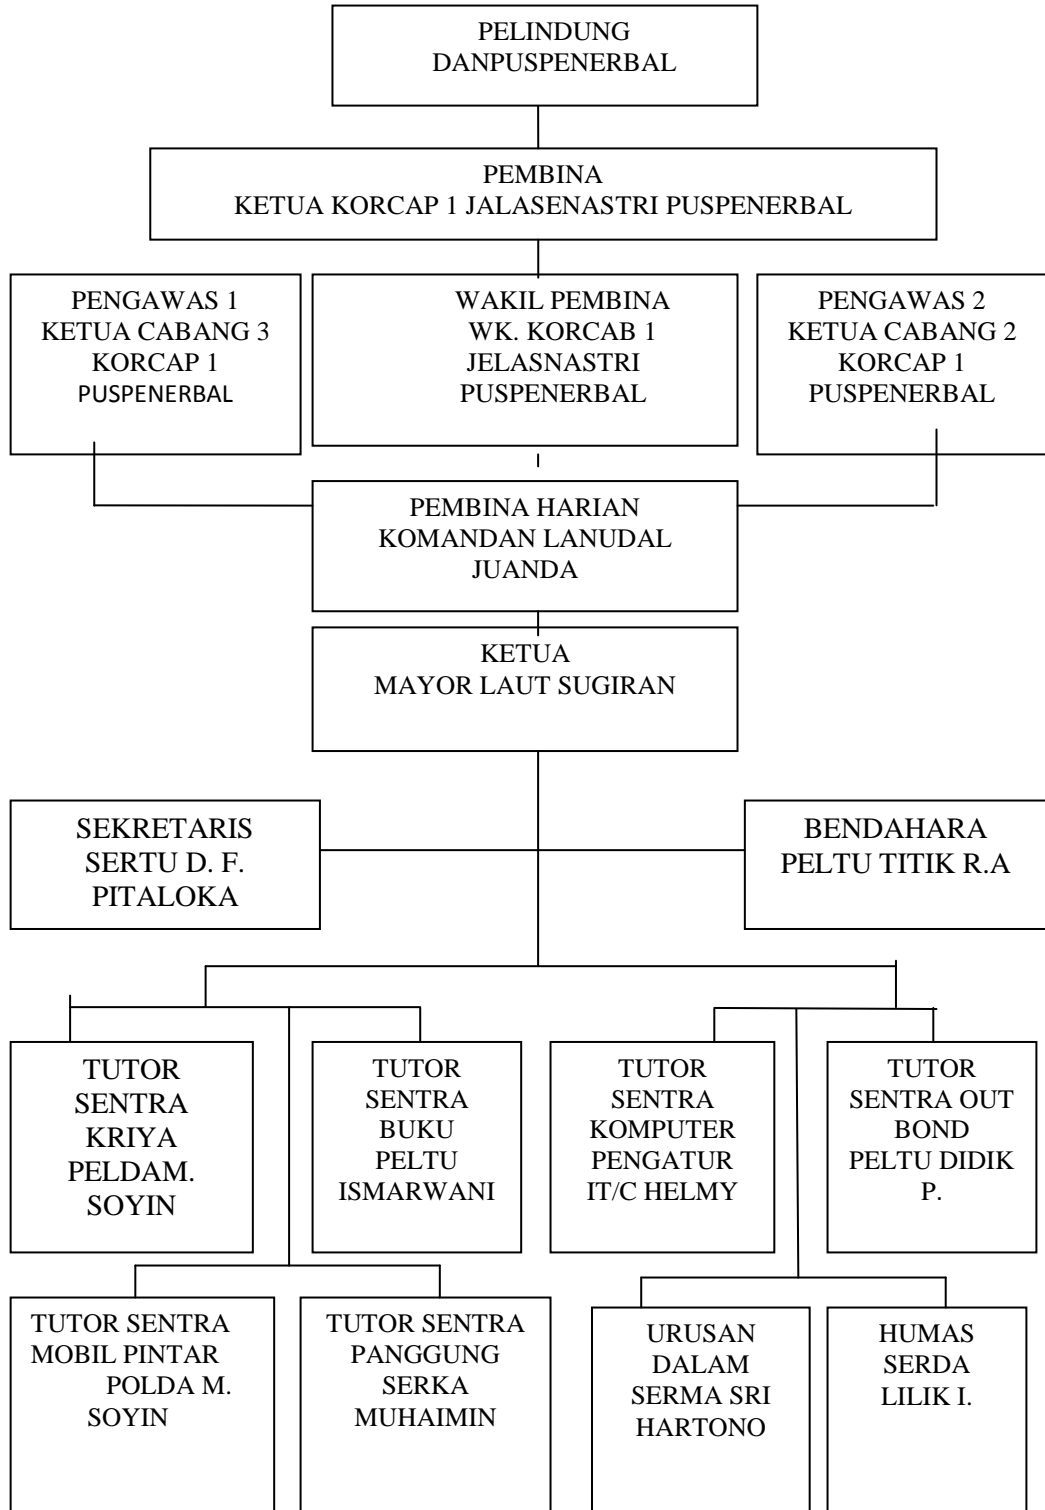 PELINDUNG
DANPUSPENERBAL
PEMBINA
KETUA KORCAP 1 JALASENASTRI PUSPENERBAL
PENGAWAS 1
KETUA CABANG 3
KORCAP 1
PUSPENERBAL
WAKIL PEMBINA
WK. KORCAB 1
JELASNASTRI
PUSPENERBAL
PENGAWAS 2
KETUA CABANG 2
KORCAP 1
PUSPENERBAL
PEMBINA HARIAN
KOMANDAN LANUDAL
JUANDA
KETUA
MAYOR LAUT SUGIRAN
SEKRETARIS
SERTU D. F.
PITALOKA
BENDAHARA
PELTU TITIK R.A
TUTOR
SENTRA
KRIYA
PELDAM.
SOYIN
TUTOR
SENTRA
BUKU
PELTU
ISMARWANI
TUTOR
SENTRA
KOMPUTER
PENGATUR
IT/C HELMY
TUTOR
SENTRA OUT
BOND
PELTU DIDIK
P.
TUTOR SENTRA
MOBIL PINTAR
POLDA M.
SOYIN
TUTOR SENTRA
PANGGUNG
SERKA
MUHAIMIN
URUSAN
DALAM
SERMA SRI
HARTONO
HUMAS
SERDA
LILIK I.